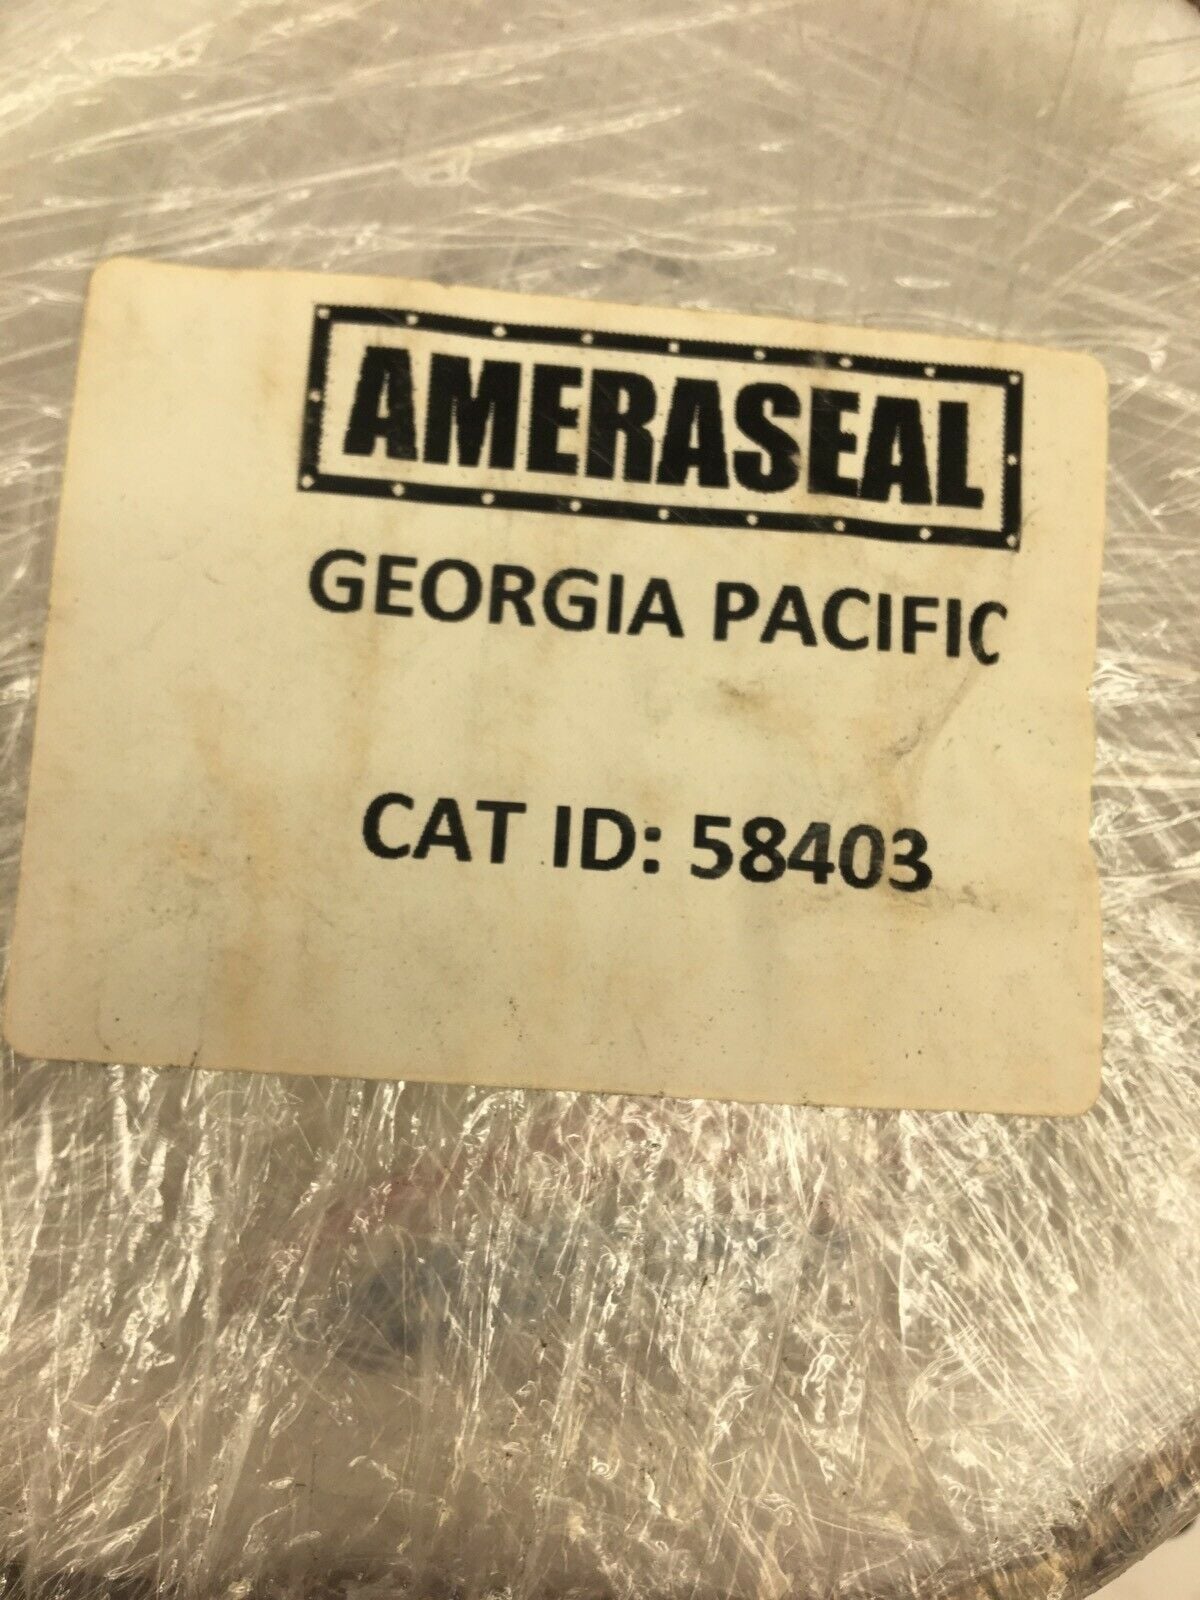 AMERASEAL
GEORGIA PACIFIC
CAT ID: 58403